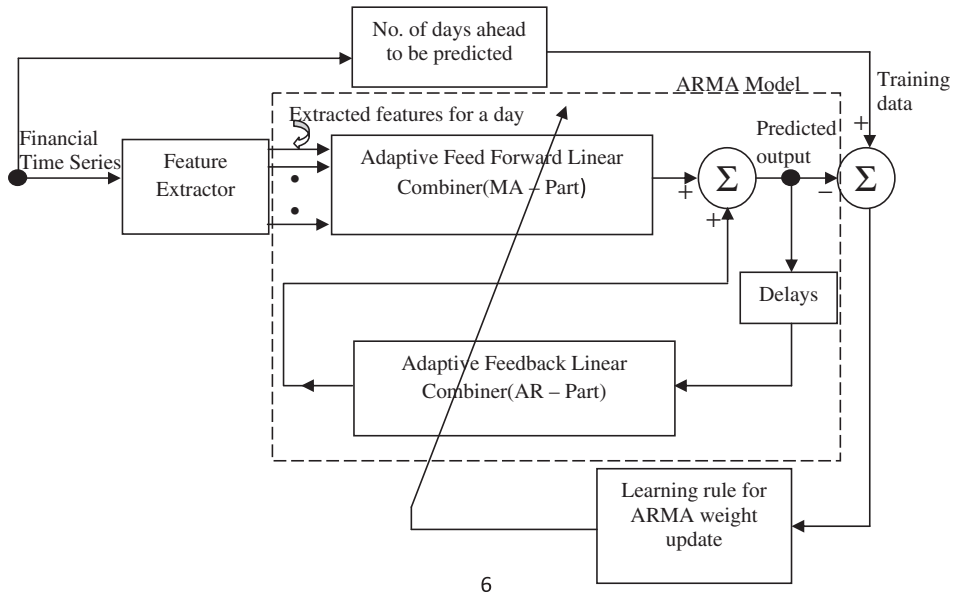 No. of days ahead
to be predicted
ARMA Model
Training
data
Extracted features for a day
Financial
Time Series
Feature
Extractor
Adaptive Feed Forward Linear
Combiner(MA – Part)
+
+
Σ
Predicted
output
+
−
Σ
Delays
Adaptive Feedback Linear
Combiner(AR – Part)
Learning rule for
ARMA weight
update
6